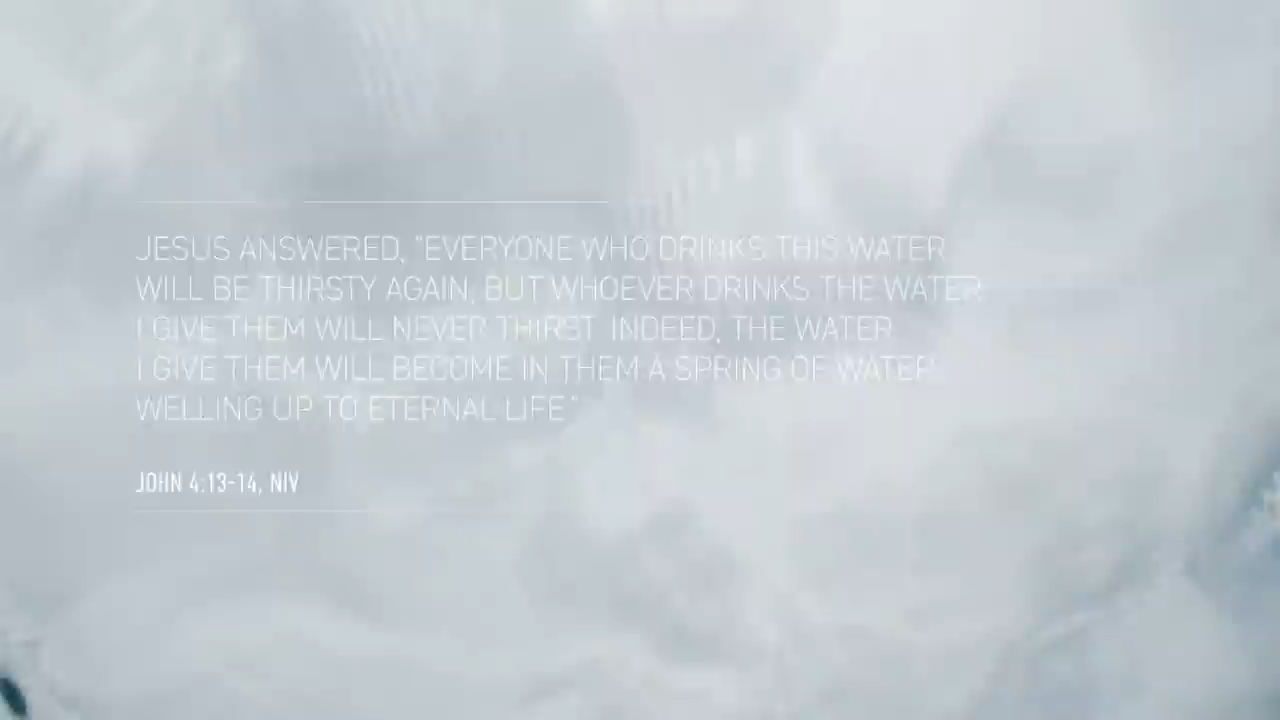 JESUS ANSWERED, "EVERYONE WHO DRINKS THIS WATER
WILL BE THIRSTY AGAIN, BUT WHOEVER DRINKS THE WATER
I GIVE THEM WILL NEVER THIRST. INDEED, THE WATER
I GIVE THEM WILL BECOME IN THEM A SPRING OF WATER
WELLING UP TO ETERNAL LIFE."
JOHN 4:13-14, NIV